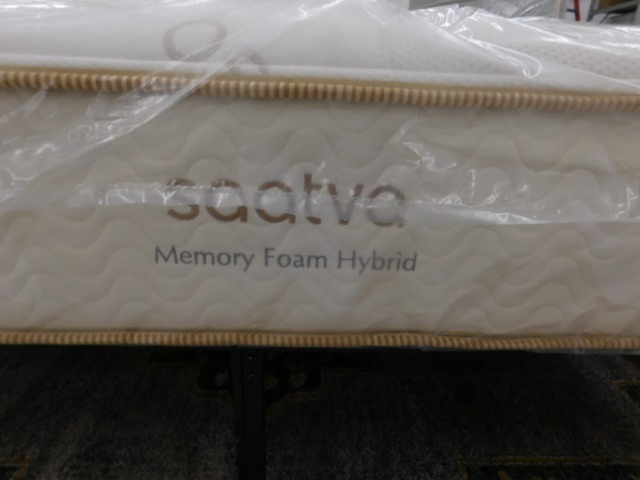 saatva
Memory Foam Hybrid